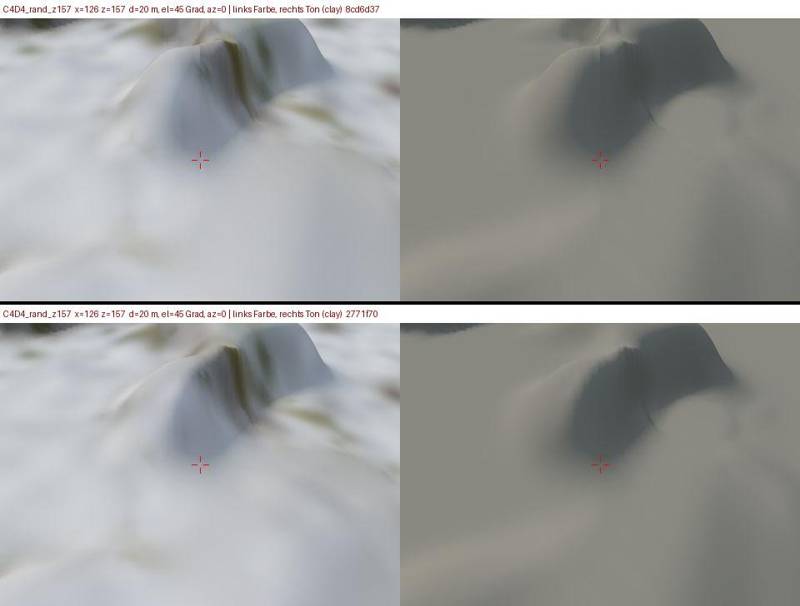 C4D4_rand_z157 x=126 z=157 d=20 m, el=45 Grad, az=0 | links Farbe, rechts Ton (clay) 8cd6d37
C4D4_rand_z157 x=126 z=157 d=20 m, el=45 Grad, az=0 | links Farbe, rechts Ton (clay) 2771f70